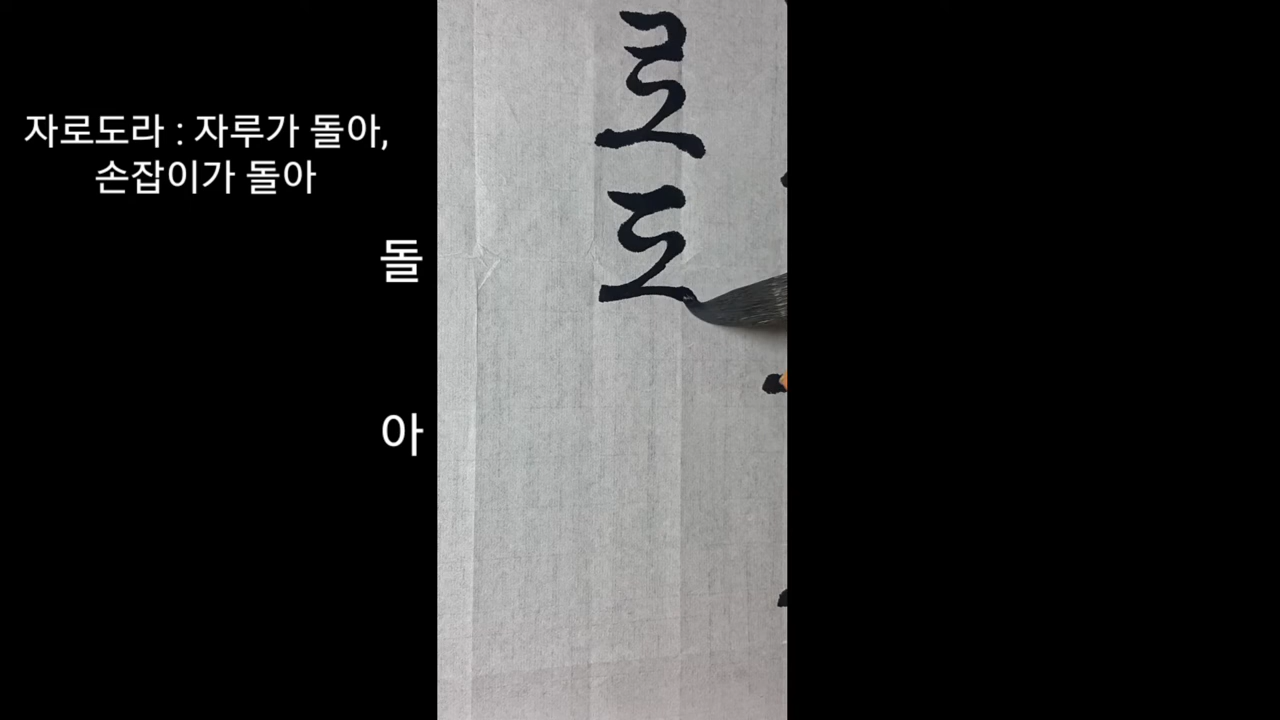 자로도라 : 자루가 돌아,
손잡이가 돌아
돌
아
로
도